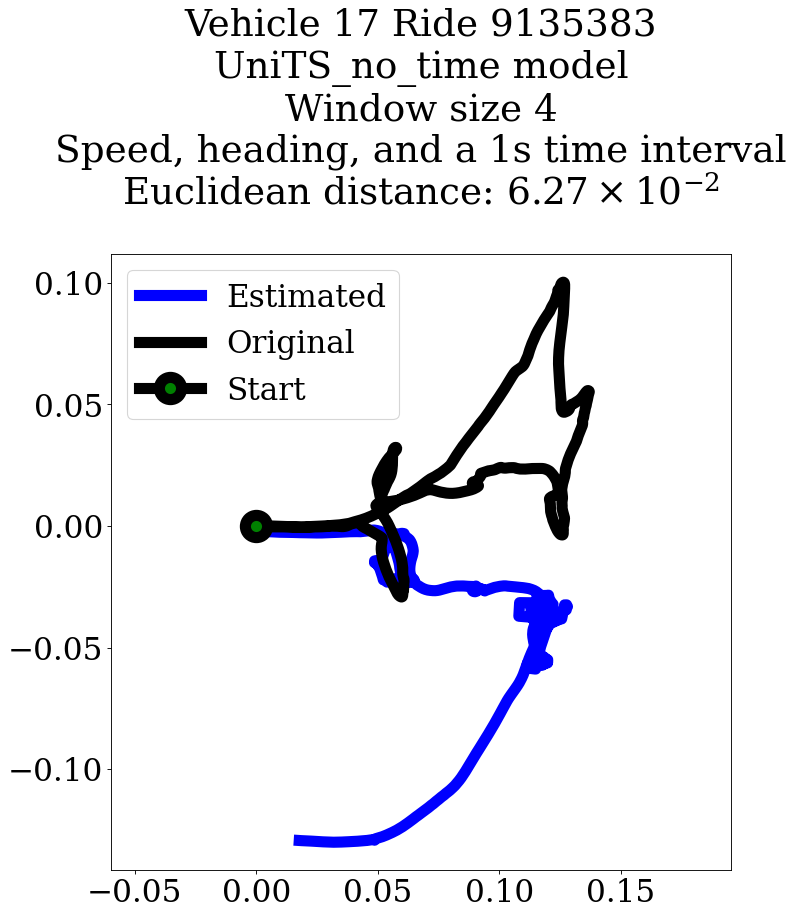 Vehicle 17 Ride 9135383
UniTS_no_time model
Window size 4
Speed, heading, and a 1s time interval
Euclidean distance: 6.27 × 10⁻²
Estimated
Original
Start
0.10
0.05
0.00
−0.05
−0.10
−0.05 0.00 0.05 0.10 0.15